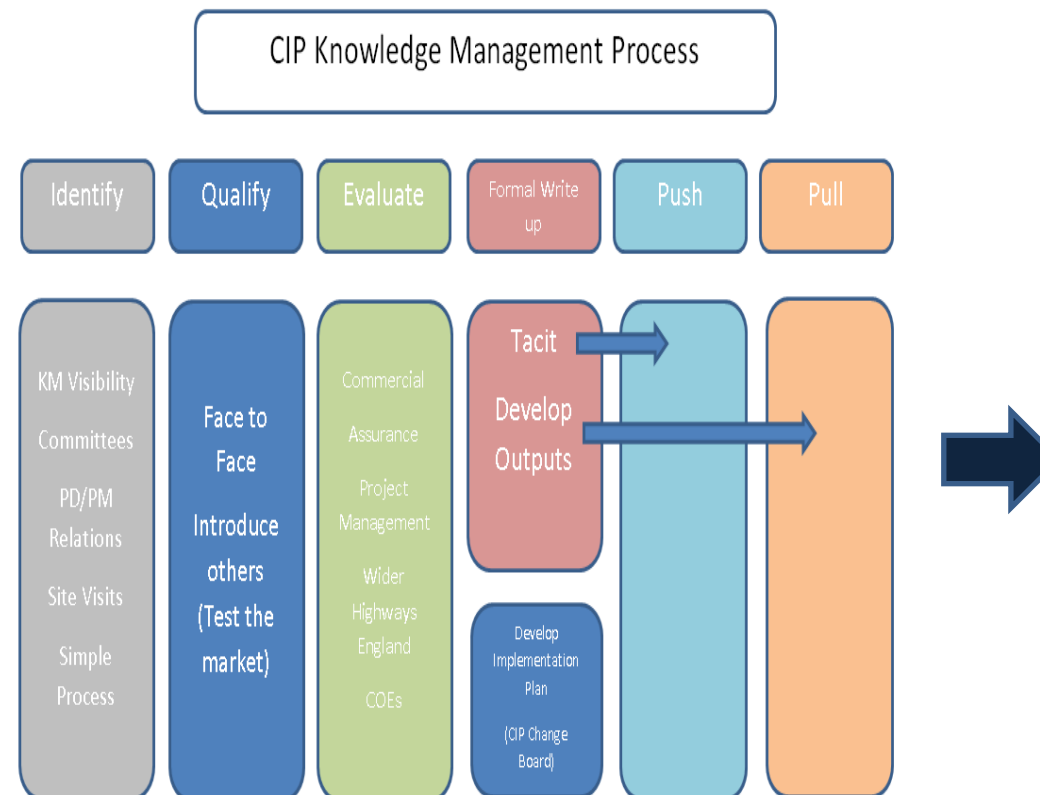 CIP Knowledge Management Process
Identify
Qualify
Evaluate
Formal Write
up
Push
Pull
KM Visibility
Committees
PD/PM
Relations
Site Visits
Simple
Process
Face to
Face
Introduce
others
(Test the
market)
Commercial
Assurance
Project
Management
Wider
Highways
England
COEs
Tacit
Develop
Outputs
Develop
Implementation
Plan
(CIP Change
Board)